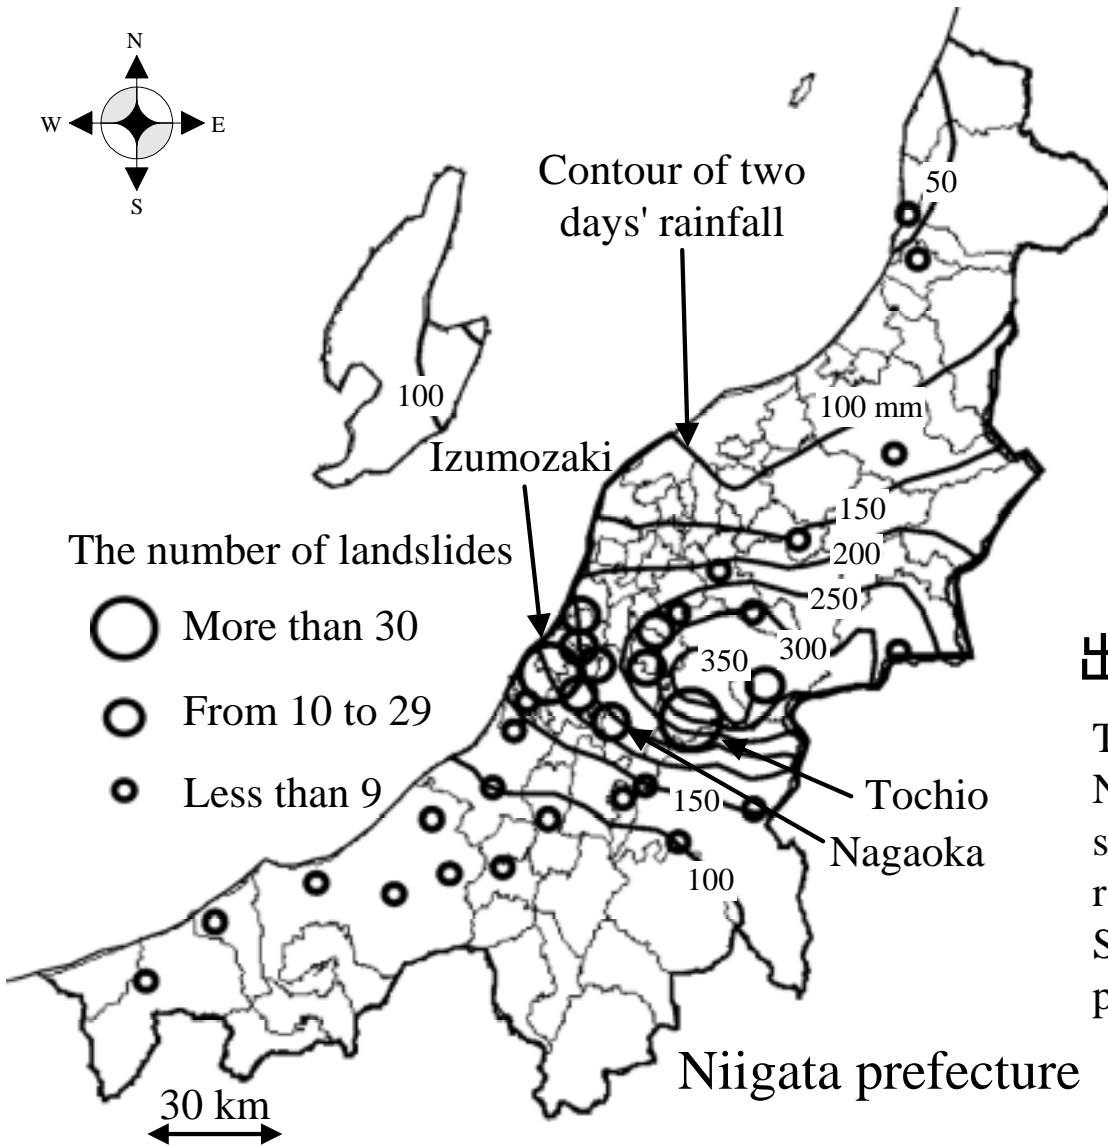 N
W
E
S
Contour of two
days' rainfall
50
100
100 mm
Izumozaki
150
The number of landslides
200
250
More than 30
300
350
出
From 10 to 29
T
Less than 9
150
Tochio
N
Nagaoka
s
100
r
S
p
Niigata prefecture
30 km